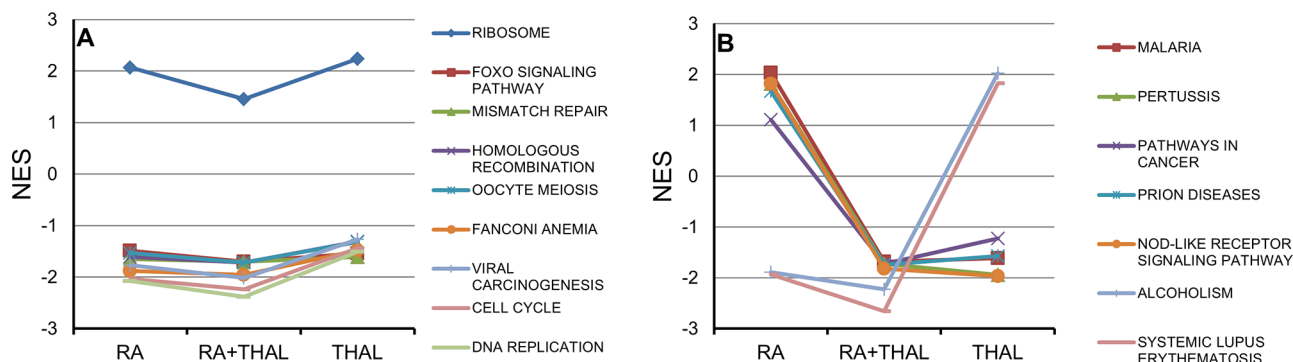 A
NES
3
2
1
0
-1
-2
-3
RA
RA+THAL
THAL
RIBOSOME
FOXO SIGNALING
PATHWAY
MISMATCH REPAIR
HOMOLOGOUS
RECOMBINATION
OOCYTE MEIOSIS
FANCONI ANEMIA
VIRAL
CARCINOGENESIS
CELL CYCLE
DNA REPLICATION
B
NES
3
2
1
0
-1
-2
-3
RA
RA+THAL
THAL
MALARIA
PERTUSSIS
PATHWAYS IN
CANCER
PRION DISEASES
NOD-LIKE RECEPTOR
SIGNALING PATHWAY
ALCOHOLISM
SYSTEMIC LUPUS
ERYTHEMATOSIS